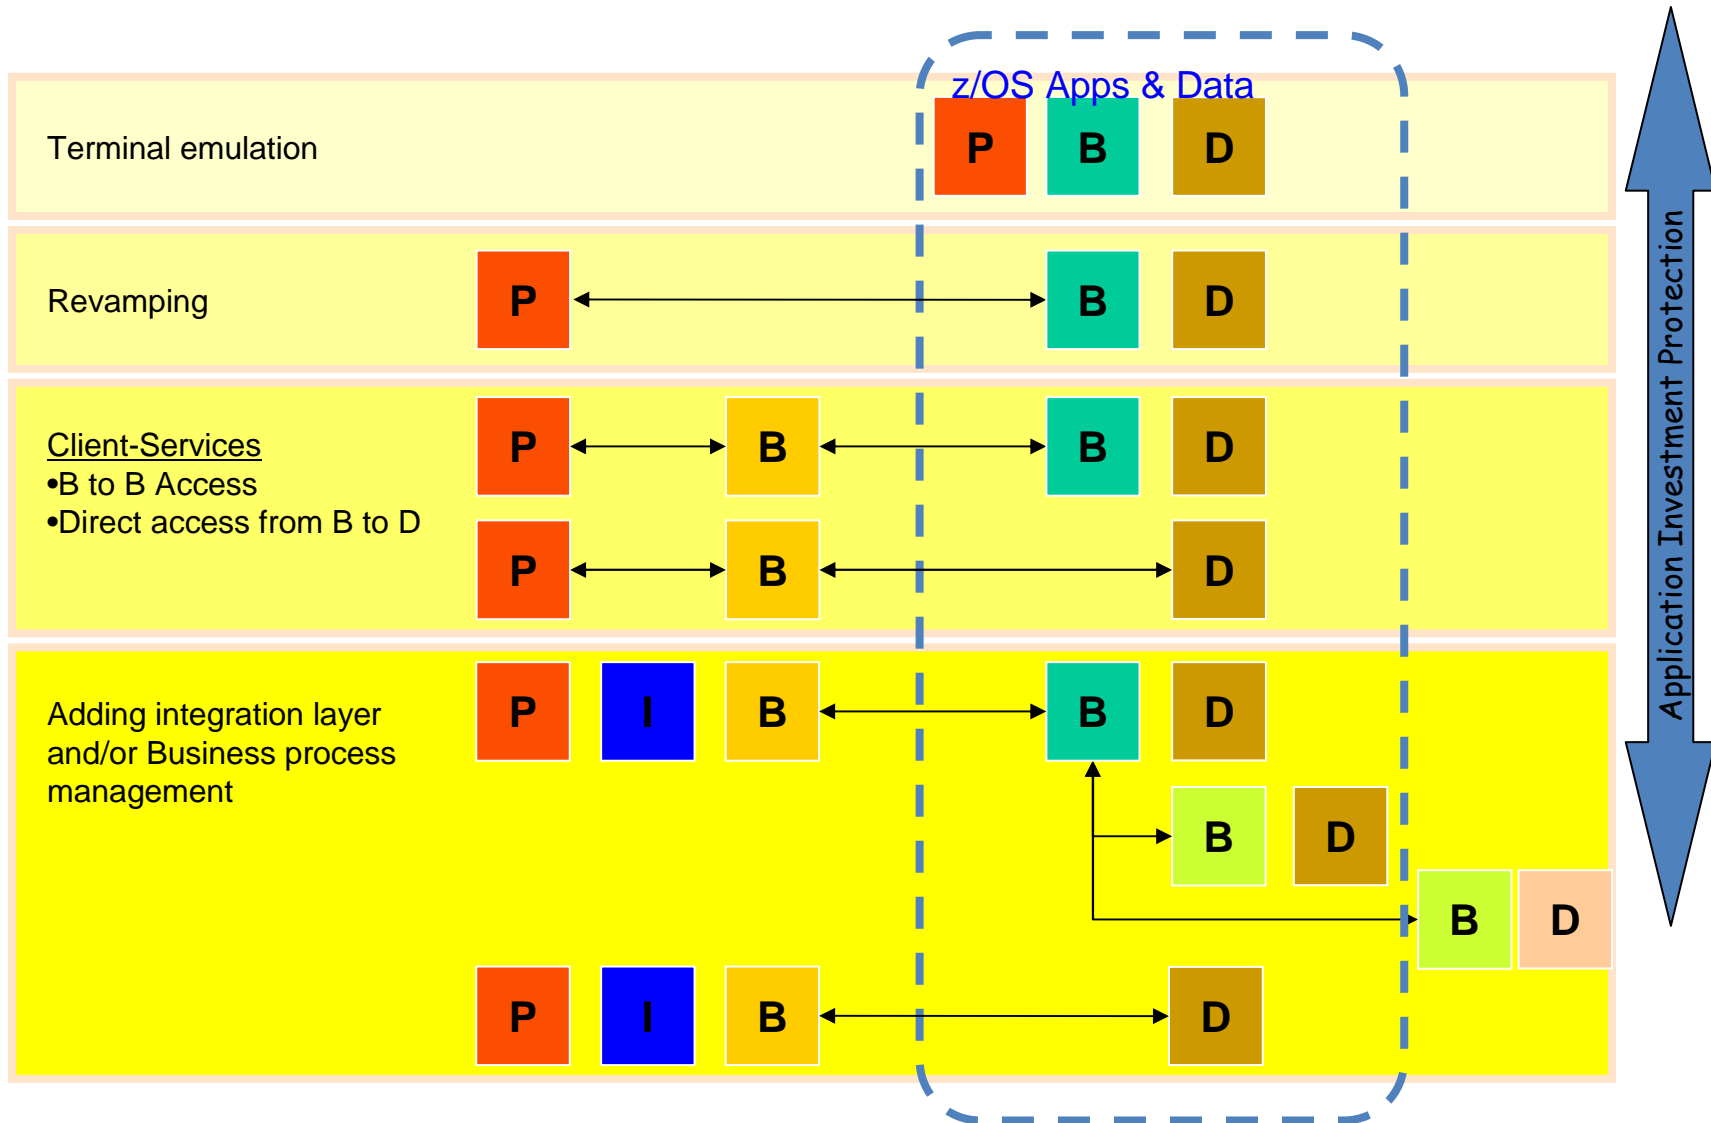 z/OS Apps & Data
Terminal emulation
P B D
Revamping
P B D
Client-Services
•B to B Access
•Direct access from B to D
P B B D
P B D
Adding integration layer
and/or Business process
management
P I B B D
B D
B D
P I B D
Application Investment Protection